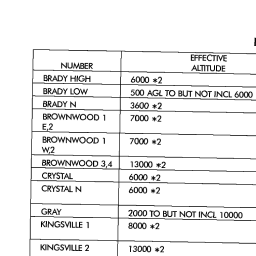 EFFECTIVE
NUMBER ALTITUDE
BRADY HIGH 6000 *2
BRADY LOW 500 AGL TO BUT NOT INCL 6000
BRADY N 3600 *2
BROWNWOOD 1 7000 *2
E,2
BROWNWOOD 1 7000 *2
W,2
BROWNWOOD 3,4 13000 *2
CRYSTAL 6000 *2
CRYSTAL N 6000 *2
GRAY 2000 TO BUT NOT INCL 10000
KINGSVILLE 1 8000 *2
KINGSVILLE 2 13000 *2